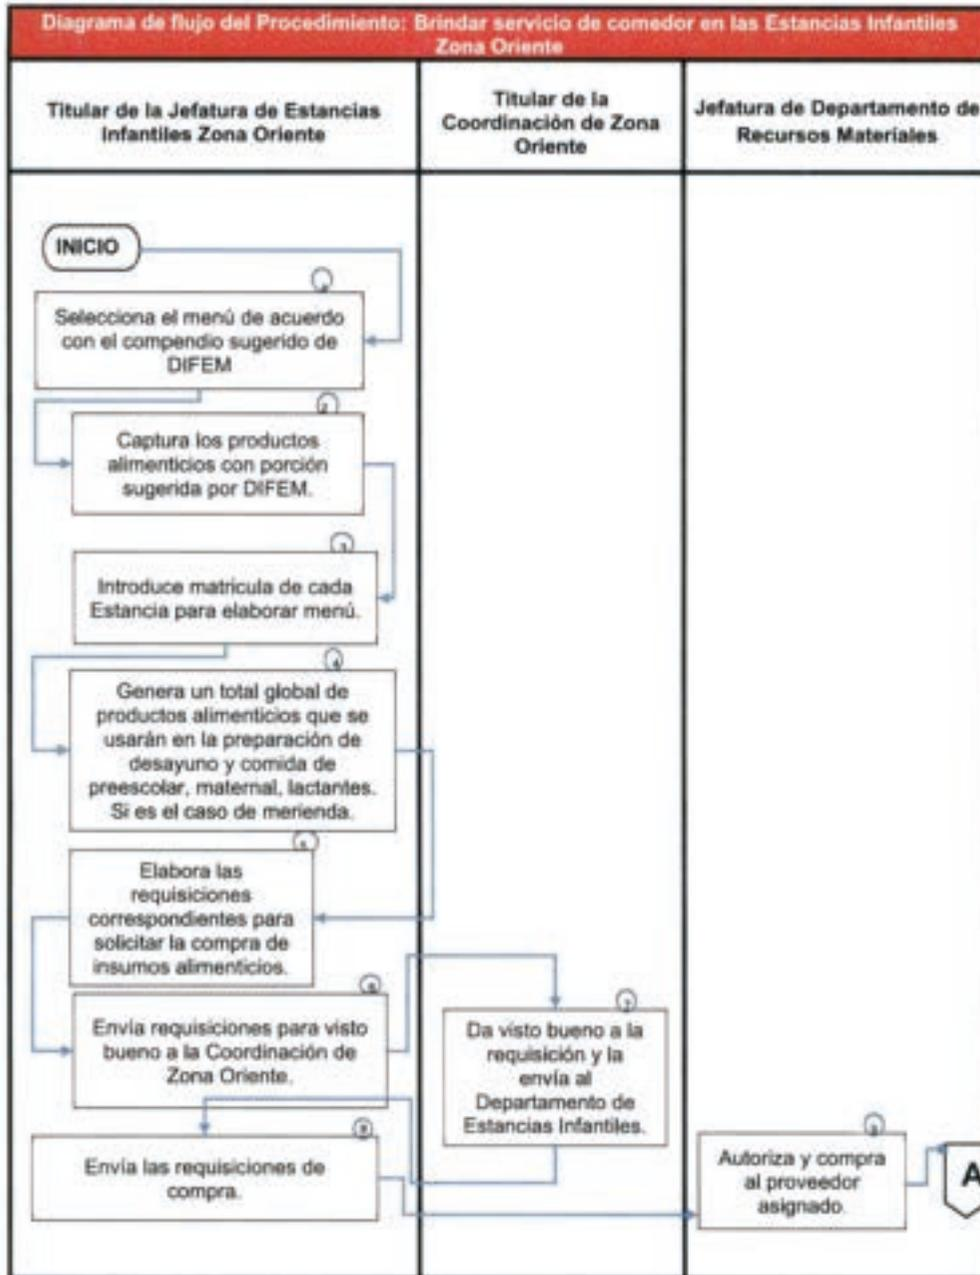 Diagrama de flujo del Procedimiento: Brindar servicio de comedor en las Estancias Infantiles
Zona Oriente
Titular de la Jefatura de Estancias
Infantiles Zona Oriente
Titular de la
Coordinación de Zona
Oriente
Jefatura de Departamento de
Recursos Materiales
INICIO
Selecciona el menú de acuerdo
con el compendio sugerido de
DIFEM
2
Captura los productos
alimenticios con porción
sugerida por DIFEM.
3
Introduce matricula de cada
Estancia para elaborar menú.
4
Genera un total global de
productos alimenticios que se
usarán en la preparación de
desayuno y comida de
preescolar, maternal, lactantes.
Si es el caso de merienda.
Elabora las
requisiciones
correspondientes para
solicitar la compra de
insumos alimenticios.
6
Envía requisiciones para visto
bueno a la Coordinación de
Zona Oriente.
7
Da visto bueno a la
requisición y la
envía al
Departamento de
Estancias Infantiles.
8
Envía las requisiciones de
compra.
9
Autoriza y compra
al proveedor
asignado.
A